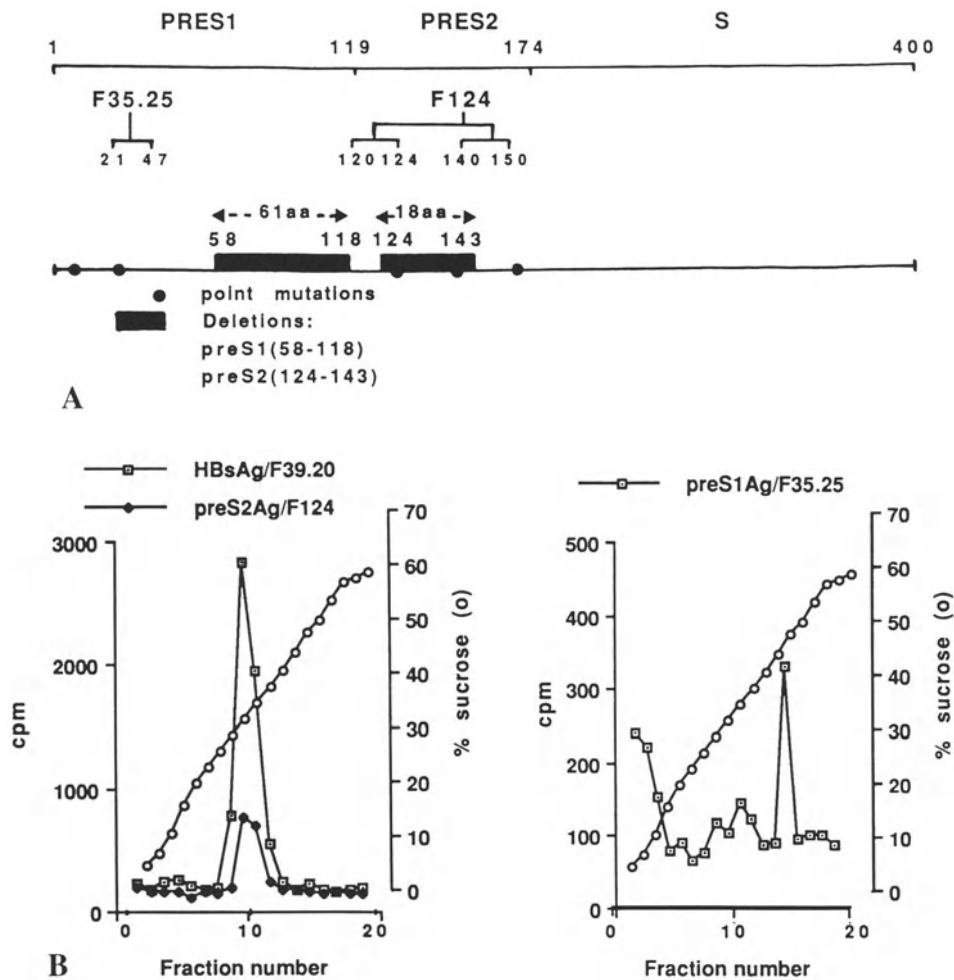 PRES1 PRES2 S
1 119 174 400
F35.25 F124
21 47 120 124 140 150
61aa 18aa
58 118 124 143
point mutations
Deletions:
preS1(58-118)
preS2(124-143)
A
HBsAg/F39.20
preS2Ag/F124
3000
2000
1000
0
cpm
70
60
50
40
30
20
10
0
% sucrose (o)
0 10 20
Fraction number
preS1Ag/F35.25
500
400
300
200
100
0
cpm
70
60
50
40
30
20
10
0
% sucrose (o)
0 10 20
Fraction number
B